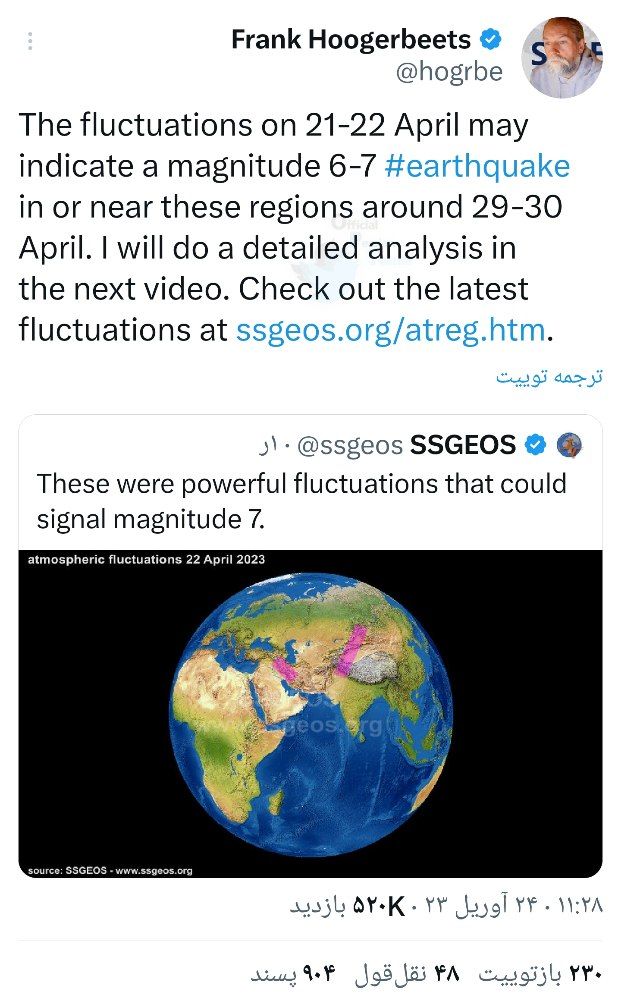 Frank Hoogerbeets
@hogrbe
The fluctuations on 21-22 April may
indicate a magnitude 6-7 #earthquake
in or near these regions around 29-30
April. I will do a detailed analysis in
the next video. Check out the latest
fluctuations at ssgeos.org/atreg.htm.
Official
ترجمه توییت
SSGEOS @ssgeos · ۱ر
These were powerful fluctuations that could
signal magnitude 7.
atmospheric fluctuations 22 April 2023
ssgeos.org
source: SSGEOS - www.ssgeos.org
۱۱:۲۸ · ۲۴ آوریل ۲۳ · ۵۲۰K بازدید
۲۳۰ بازتوییت ۴۸ نقل‌قول ۹۰۴ پسند